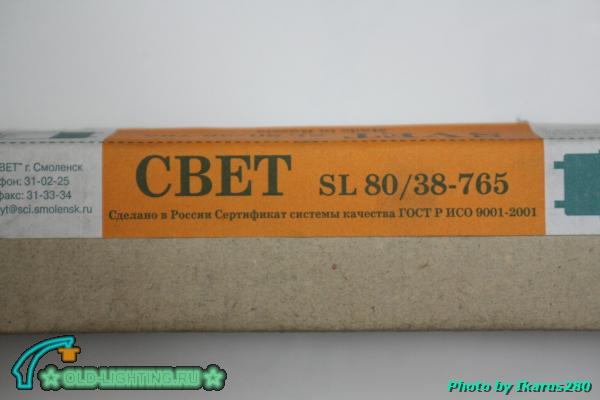 ВЕТ" г. Смоленск
фон: 31-02-25
факс: 31-33-34
yt@sci.smolensk.ru
СВЕТ SL 80/38-765
Сделано в России Сертификат системы качества ГОСТ Р ИСО 9001-2001
OLD-LIGHTING.RU
Photo by Ikarus280